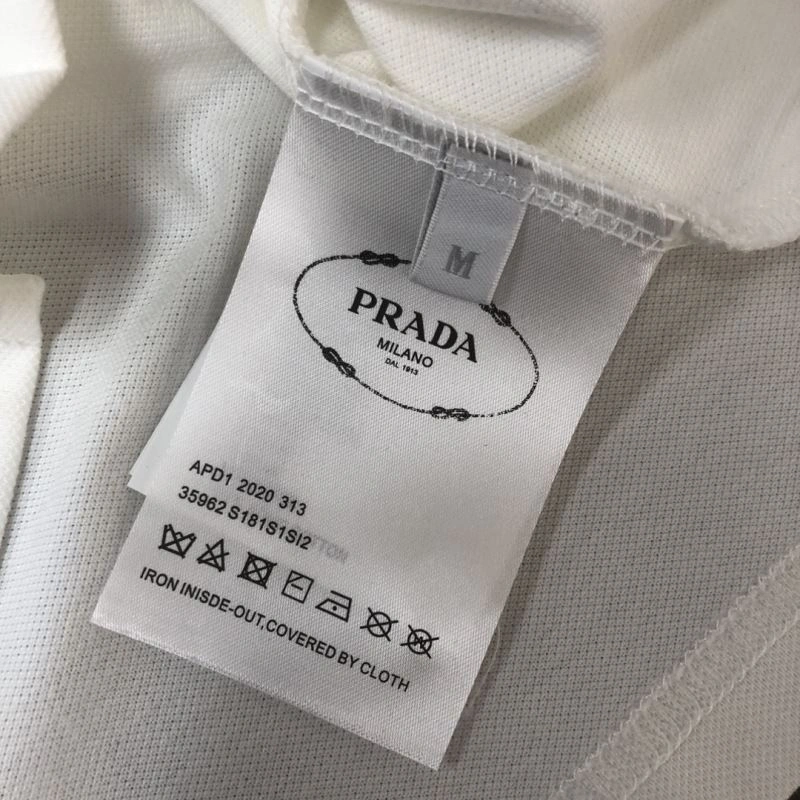 M
PRADA
MILANO
DAL 1913
APD1 2020 313
35962 S181S1SI2
IRON INISDE-OUT,COVERED BY CLOTH